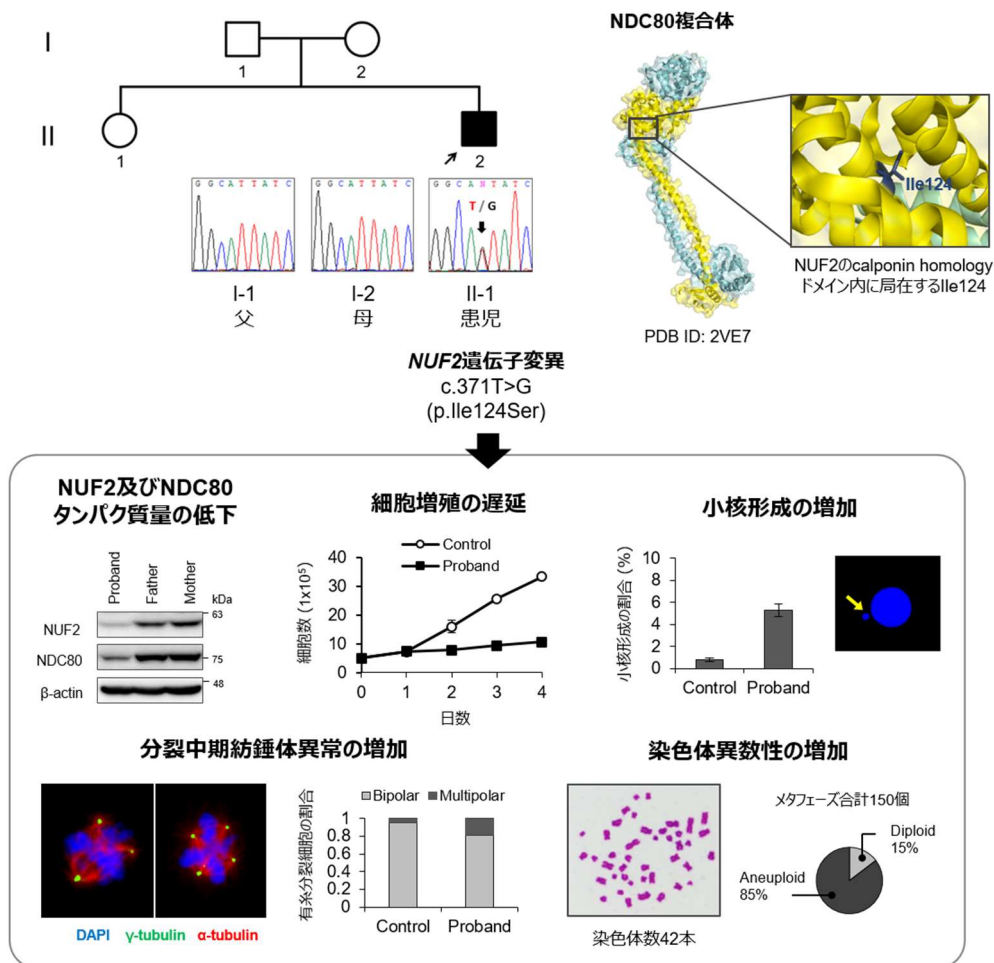 I
1
2
II
1
2
G G C A T T A T C
G G C A T T A T C
G G C A N T A T C
T / G
I-1
父
I-2
母
II-1
患児
NDC80複合体
Ile124
NUF2のcalponin homology
ドメイン内に局在するIle124
PDB ID: 2VE7
NUF2遺伝子変異
c.371T>G
(p.Ile124Ser)
NUF2及びNDC80
タンパク質量の低下
Proband
Father
Mother
kDa
63
NUF2
NDC80
75
48
β-actin
細胞増殖の遅延
Control
Proband
細胞数 (1x10⁵)
40
30
20
10
0
0 1 2 3 4
日数
小核形成の増加
小核形成の割合 (%)
10
8
6
4
2
0
Control Proband
分裂中期紡錘体異常の増加
DAPI γ-tubulin α-tubulin
有糸分裂細胞の割合
Bipolar Multipolar
1
0.8
0.6
0.4
0.2
0
Control Proband
染色体異数性の増加
染色体数42本
メタフェーズ合計150個
Diploid
15%
Aneuploid
85%